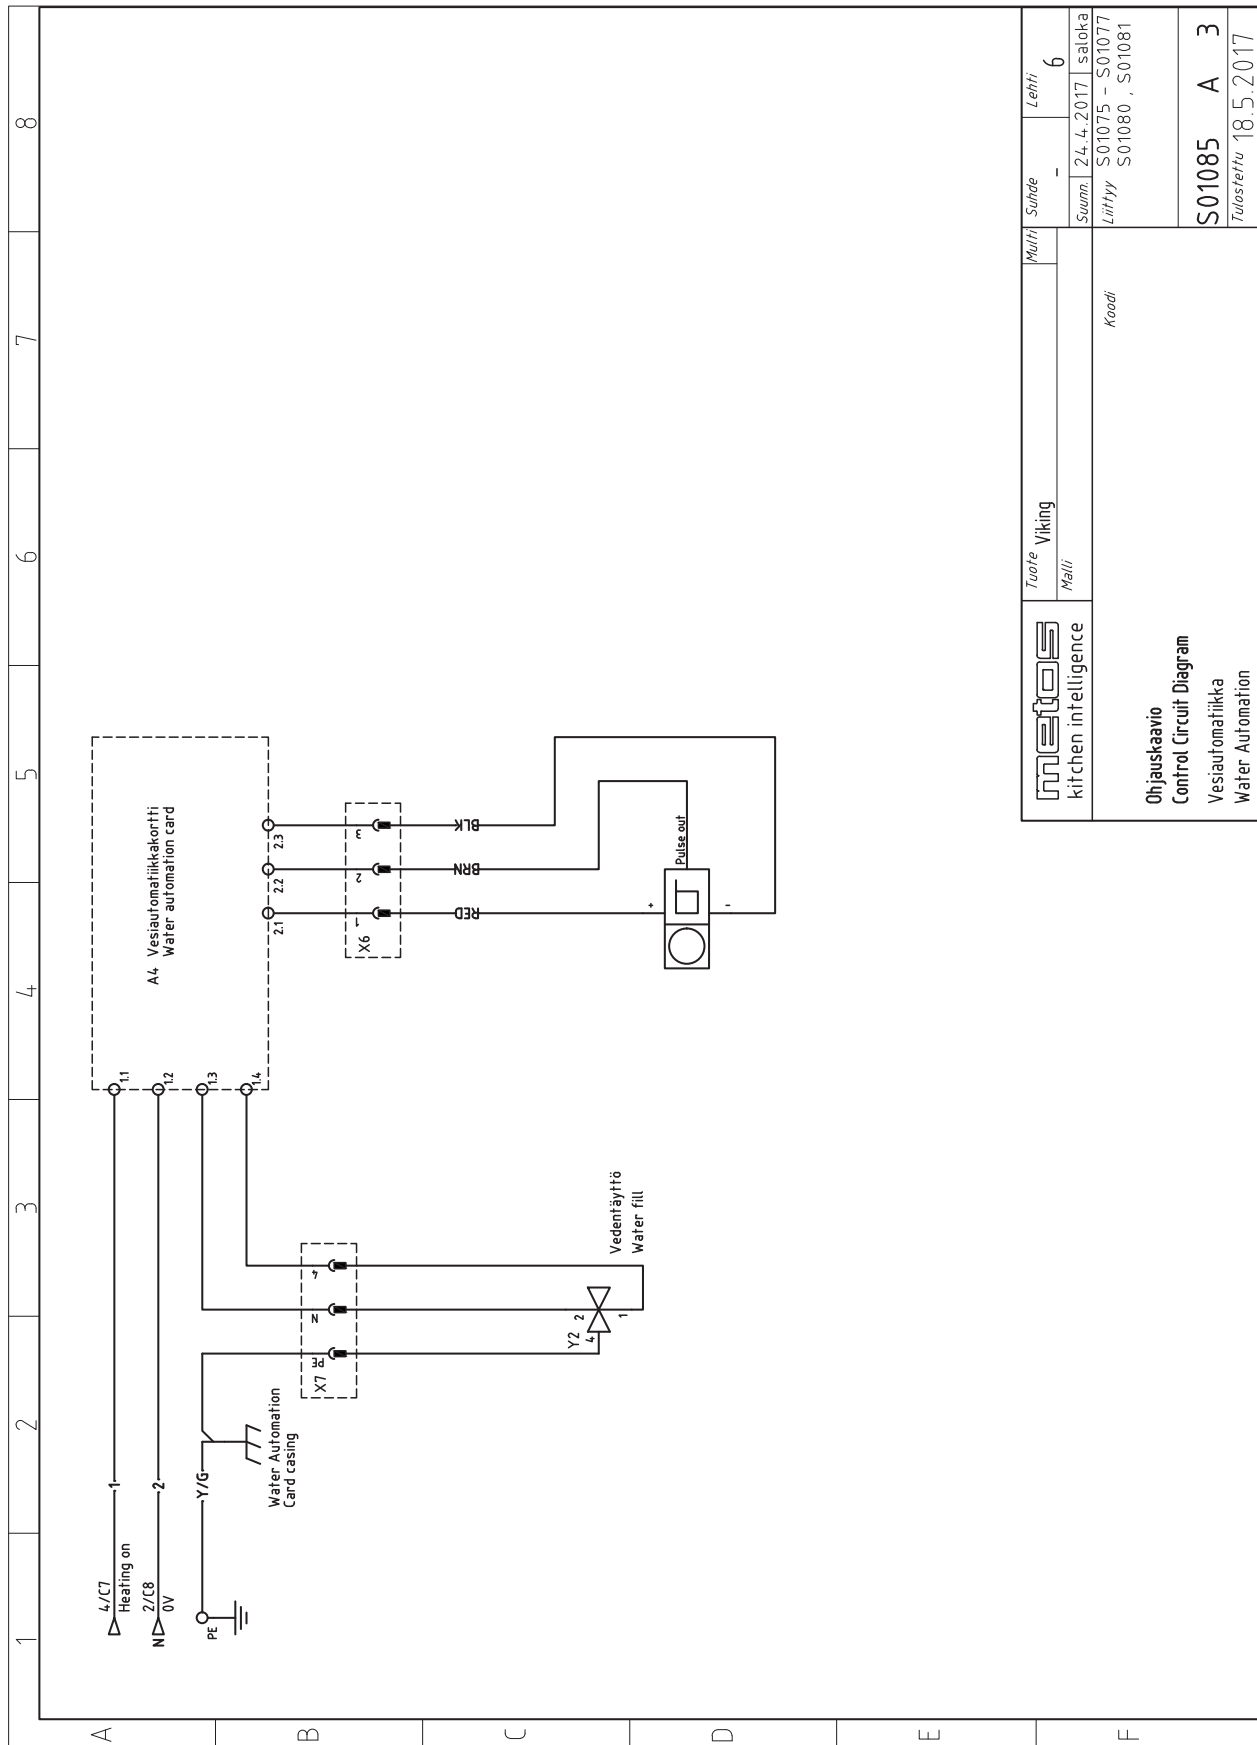 1
2
3
4
5
6
7
8
A
B
C
D
E
F
4/C7
Heating on
1
N
2/C8
0V
2
PE
Y/G
Water Automation
Card casing
1.1
1.2
1.3
1.4
A4 Vesiautomatiikkakortti
Water automation card
2.1
2.2
2.3
X7
PE
N
4
X6
1
2
3
RED
BRN
BLK
Y2
4
2
1
Vedentäyttö
Water fill
+
-
Pulse out
metos
kitchen intelligence
Tuote Viking
Malli
Multi
Suhde
-
Lehti
6
Suunn. 24.4.2017 saloka
Liittyy S01075 - S01077
S01080 , S01081
Koodi
Ohjauskaavio
Control Circuit Diagram
Vesiautomatiikka
Water Automation
S01085 A 3
Tulostettu 18.5.2017